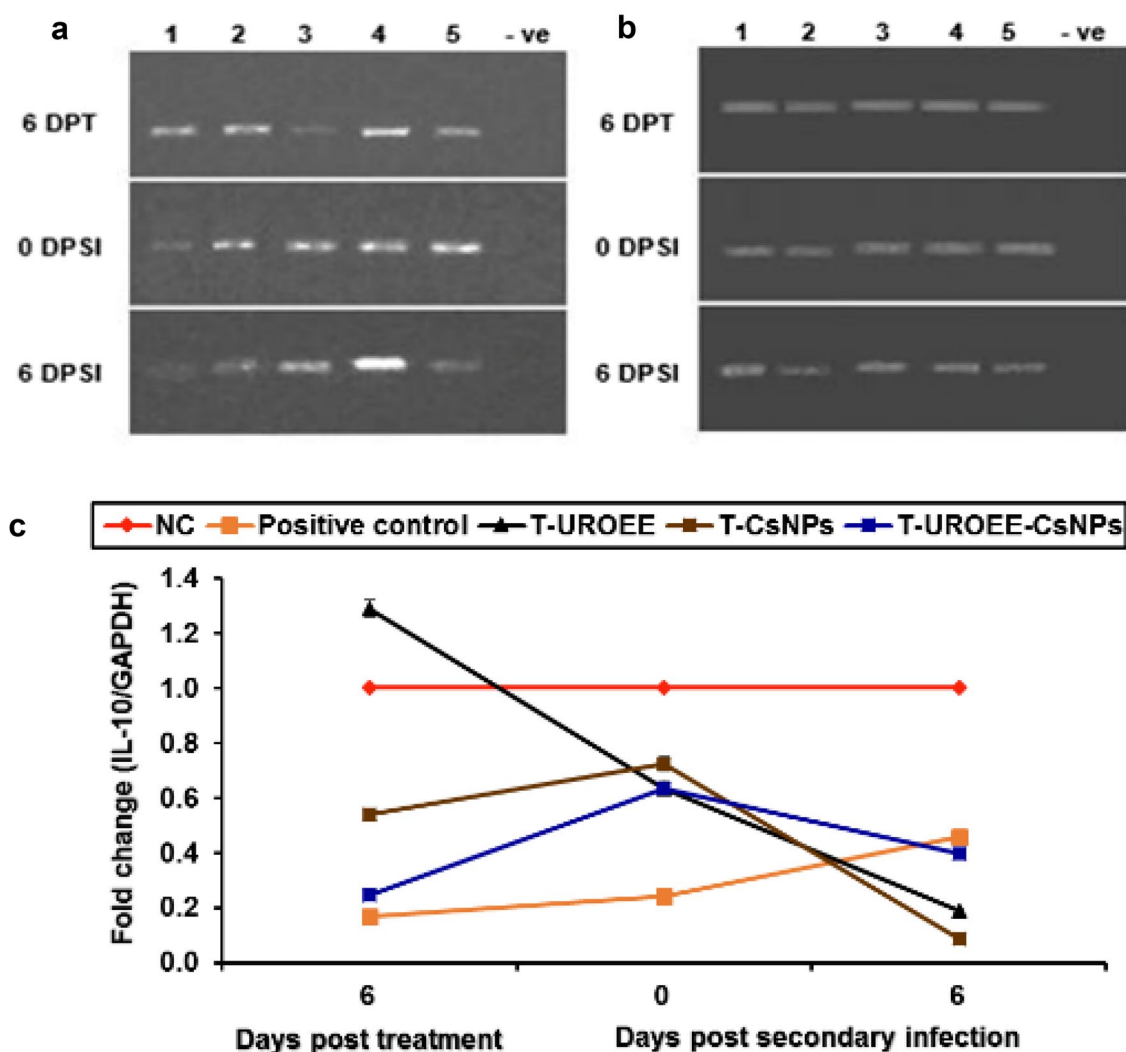 a
1 2 3 4 5 - ve
6 DPT
0 DPSI
6 DPSI
b
1 2 3 4 5 - ve
6 DPT
0 DPSI
6 DPSI
c
NC Positive control T-UROEE T-CsNPs T-UROEE-CsNPs
Fold change (IL-10/GAPDH)
1.4
1.2
1.0
0.8
0.6
0.4
0.2
0.0
6 0 6
Days post treatment Days post secondary infection